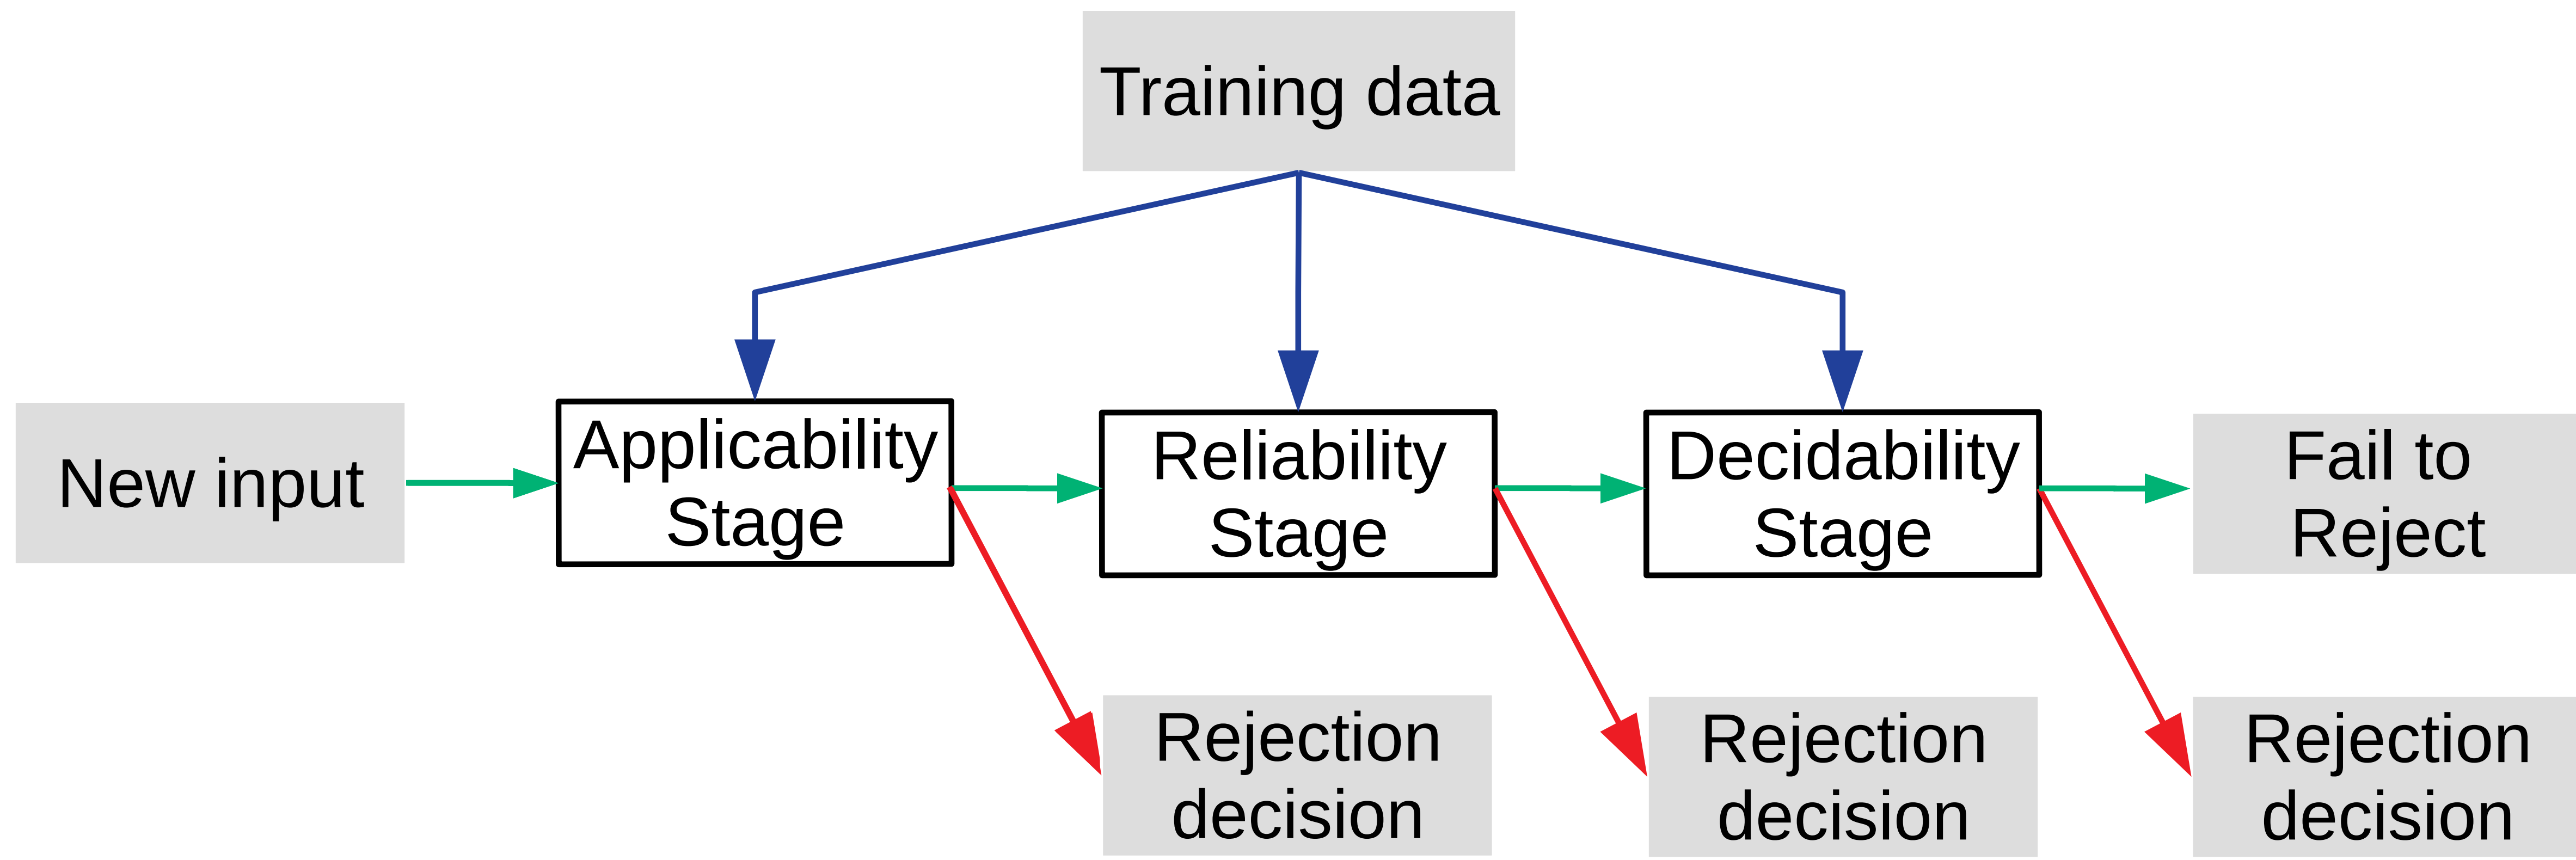 Training data
New input
Applicability
Stage
Reliability
Stage
Decidability
Stage
Fail to
Reject
Rejection
decision
Rejection
decision
Rejection
decision